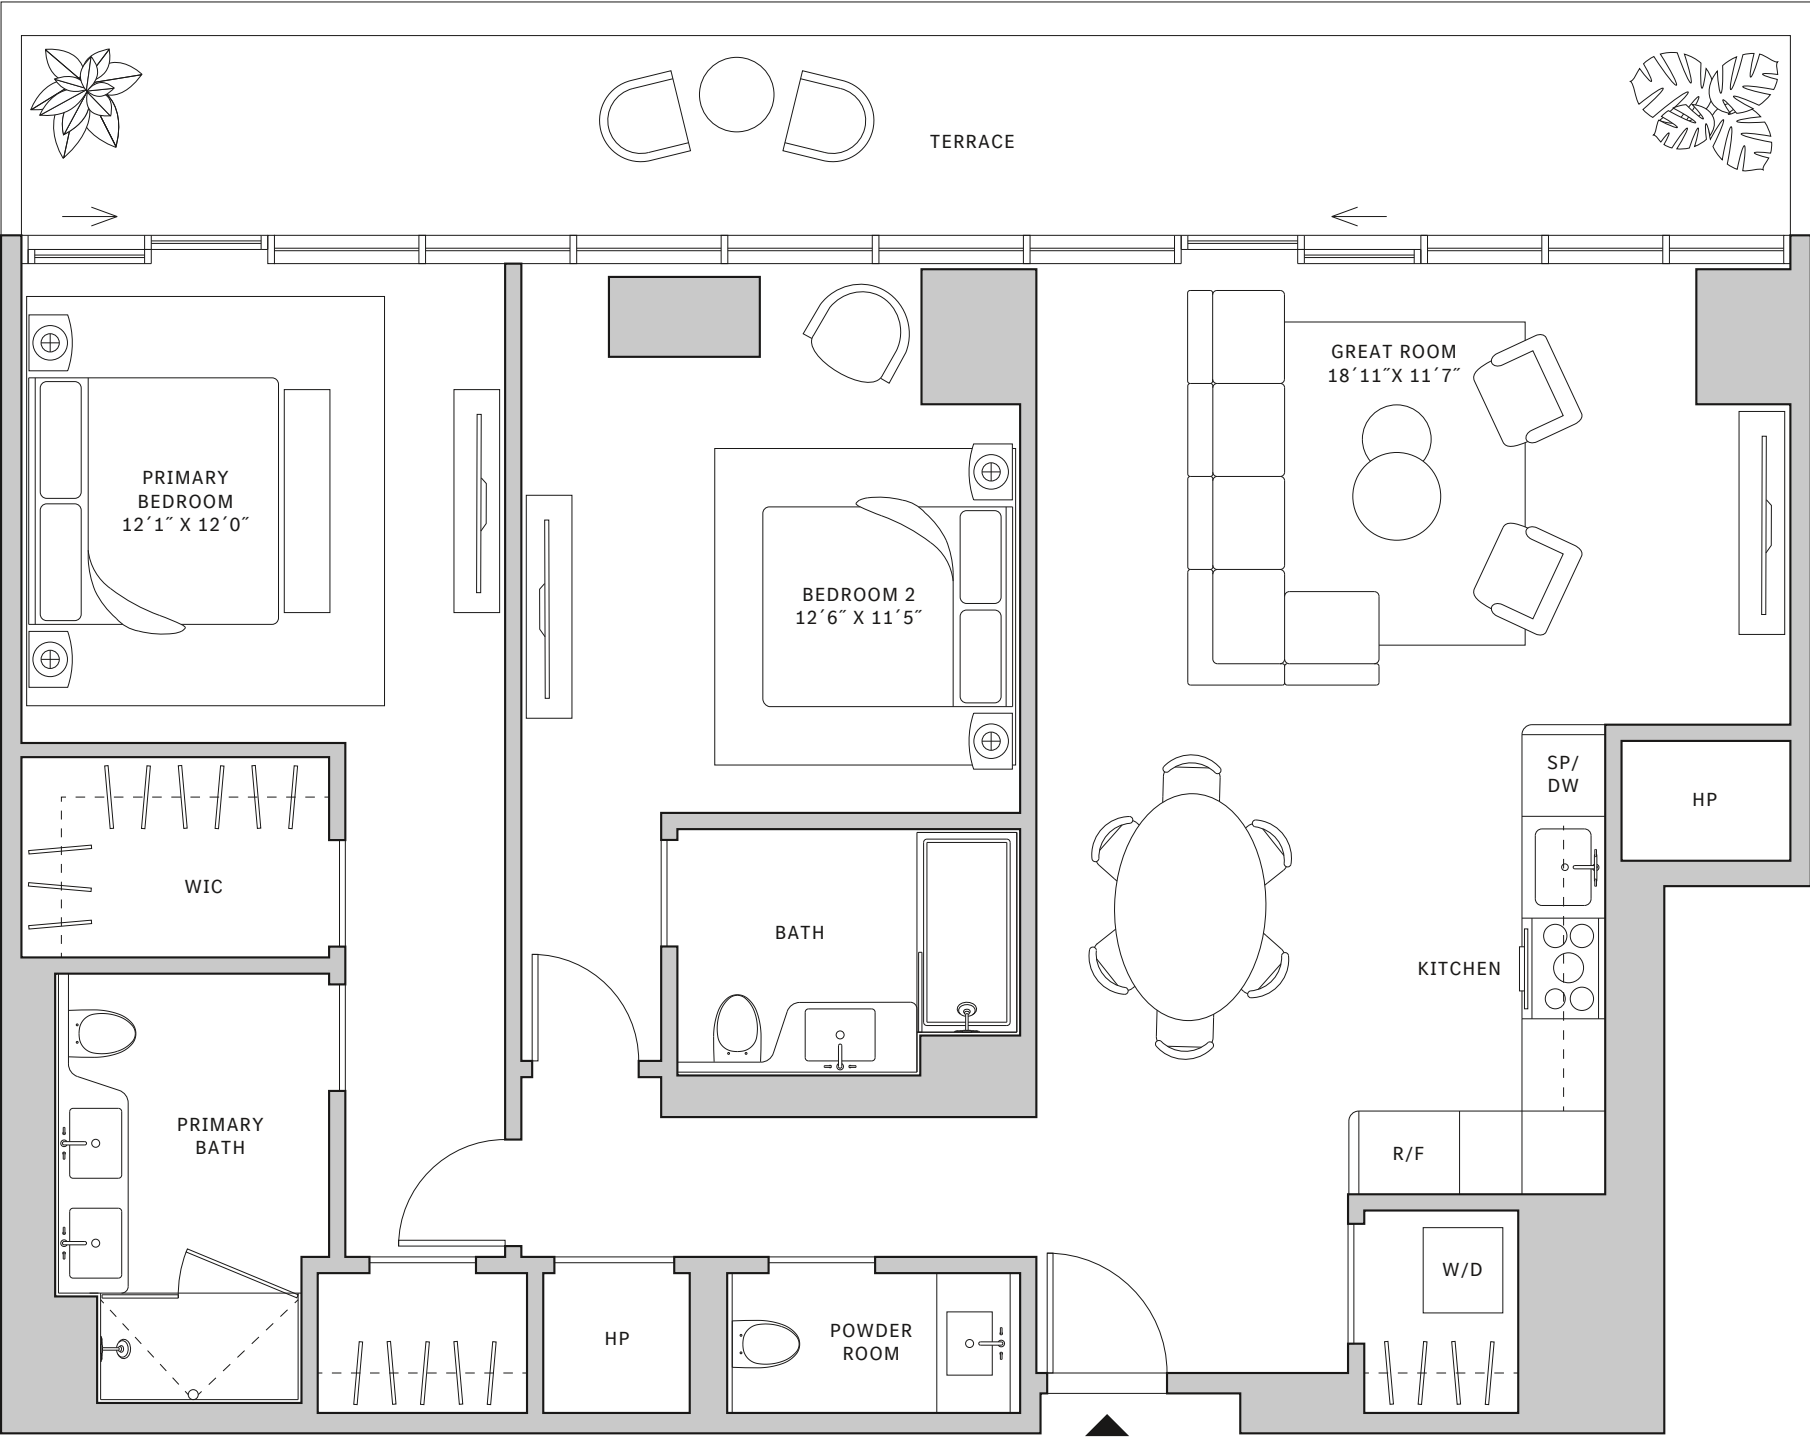 TERRACE
GREAT ROOM
18´11˝X 11´7˝
PRIMARY
BEDROOM
12´1˝ X 12´0˝
BEDROOM 2
12´6˝ X 11´5˝
SP/
DW
HP
WIC
BATH
KITCHEN
PRIMARY
BATH
R/F
W/D
HP
POWDER
ROOM